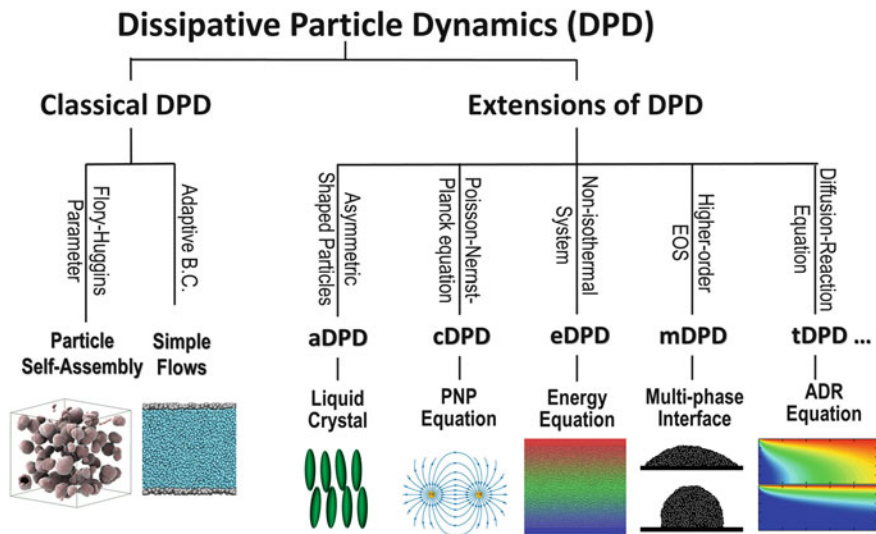 Dissipative Particle Dynamics (DPD)
Classical DPD
Extensions of DPD
Flory-Huggins
Parameter
Adaptive B.C.
Asymmetric
Shaped Particles
Poisson-Nernst-
Planck equation
Non-isothermal
System
Higher-order
EOS
Diffusion-Reaction
Equation
Particle
Self-Assembly
Simple
Flows
aDPD
cDPD
eDPD
mDPD
tDPD ...
Liquid
Crystal
PNP
Equation
Energy
Equation
Multi-phase
Interface
ADR
Equation